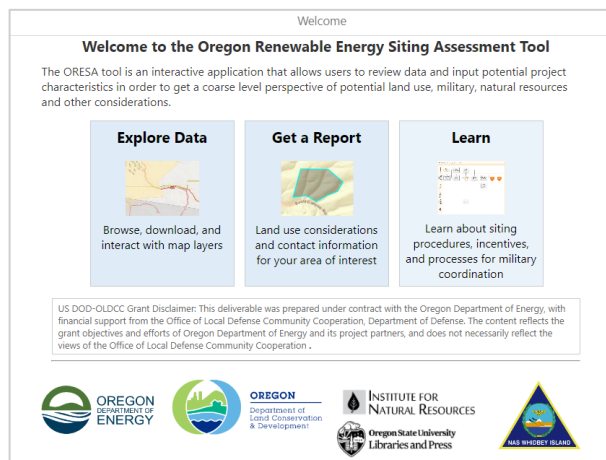 Welcome
Welcome to the Oregon Renewable Energy Siting Assessment Tool
The ORESA tool is an interactive application that allows users to review data and input potential project
characteristics in order to get a coarse level perspective of potential land use, military, natural resources
and other considerations.
Explore Data
Browse, download, and
interact with map layers
Get a Report
Land use considerations
and contact information
for your area of interest
Learn
Learn about siting
procedures, incentives,
and processes for military
coordination
US DOD-OLDCC Grant Disclaimer: This deliverable was prepared under contract with the Oregon Department of Energy, with
financial support from the Office of Local Defense Community Cooperation, Department of Defense. The content reflects the
grant objectives and efforts of Oregon Department of Energy and its project partners, and does not necessarily reflect the
views of the Office of Local Defense Community Cooperation .
OREGON
DEPARTMENT OF
ENERGY
OREGON
Department of
Land Conservation
& Development
INSTITUTE FOR
NATURAL RESOURCES
Oregon State University
Libraries and Press
NAS WHIDBEY ISLAND